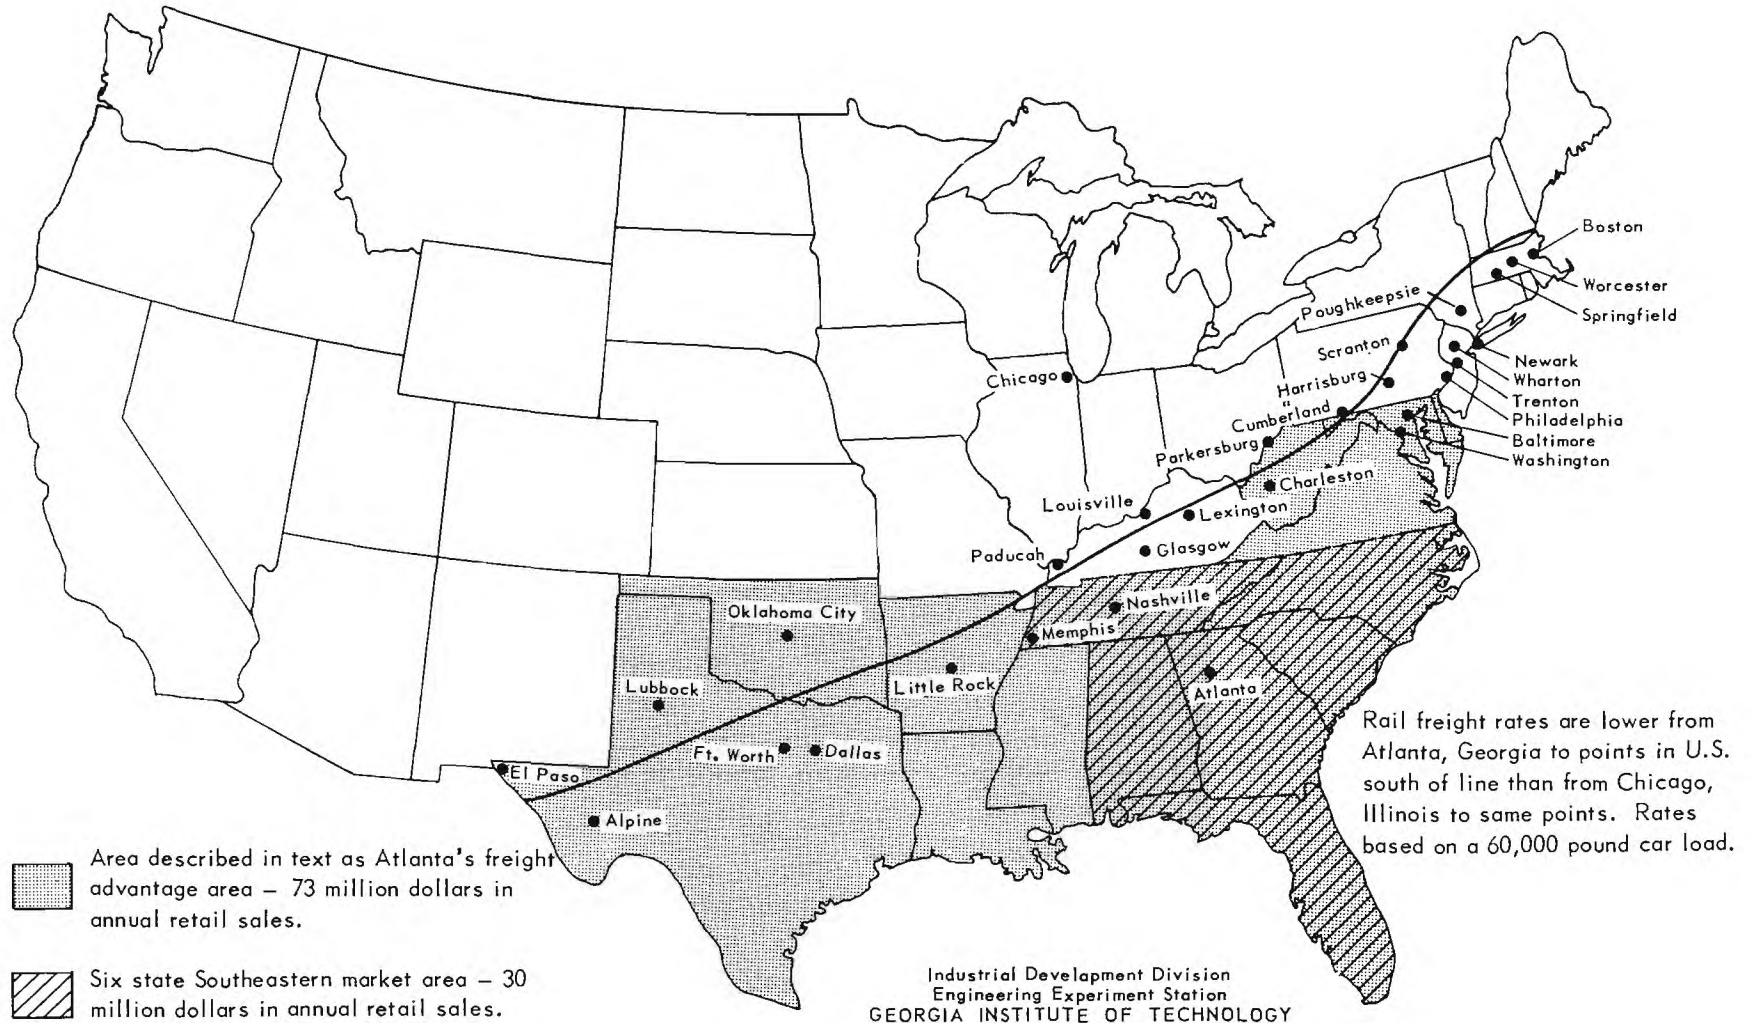 Boston
Worcester
Springfield
Poughkeepsie
Scranton
Newark
Wharton
Trenton
Philadelphia
Baltimore
Washington
Harrisburg
Cumberland
Parkersburg
Chicago
Charleston
Louisville
Lexington
Paducah
Glasgow
Oklahoma City
Nashville
Memphis
Lubbock
Little Rock
Atlanta
Ft. Worth
Dallas
El Paso
Alpine
Rail freight rates are lower from
Atlanta, Georgia to points in U.S.
south of line than from Chicago,
Illinois to same points. Rates
based on a 60,000 pound car load.
Area described in text as Atlanta's freight
advantage area – 73 million dollars in
annual retail sales.
Six state Southeastern market area – 30
million dollars in annual retail sales.
Industrial Development Division
Engineering Experiment Station
GEORGIA INSTITUTE OF TECHNOLOGY